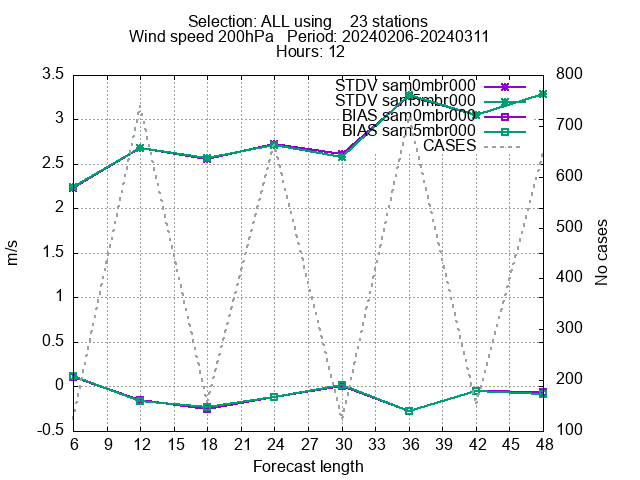 Selection: ALL using    23 stations
Wind speed 200hPa   Period: 20240206-20240311
Hours: 12
3.5
3
2.5
2
1.5
1
0.5
0
-0.5
m/s
STDV sam0mbr000
STDV sam5mbr000
BIAS sam0mbr000
BIAS sam5mbr000
CASES
800
700
600
500
400
300
200
100
No cases
6 9 12 15 18 21 24 27 30 33 36 39 42 45 48
Forecast length